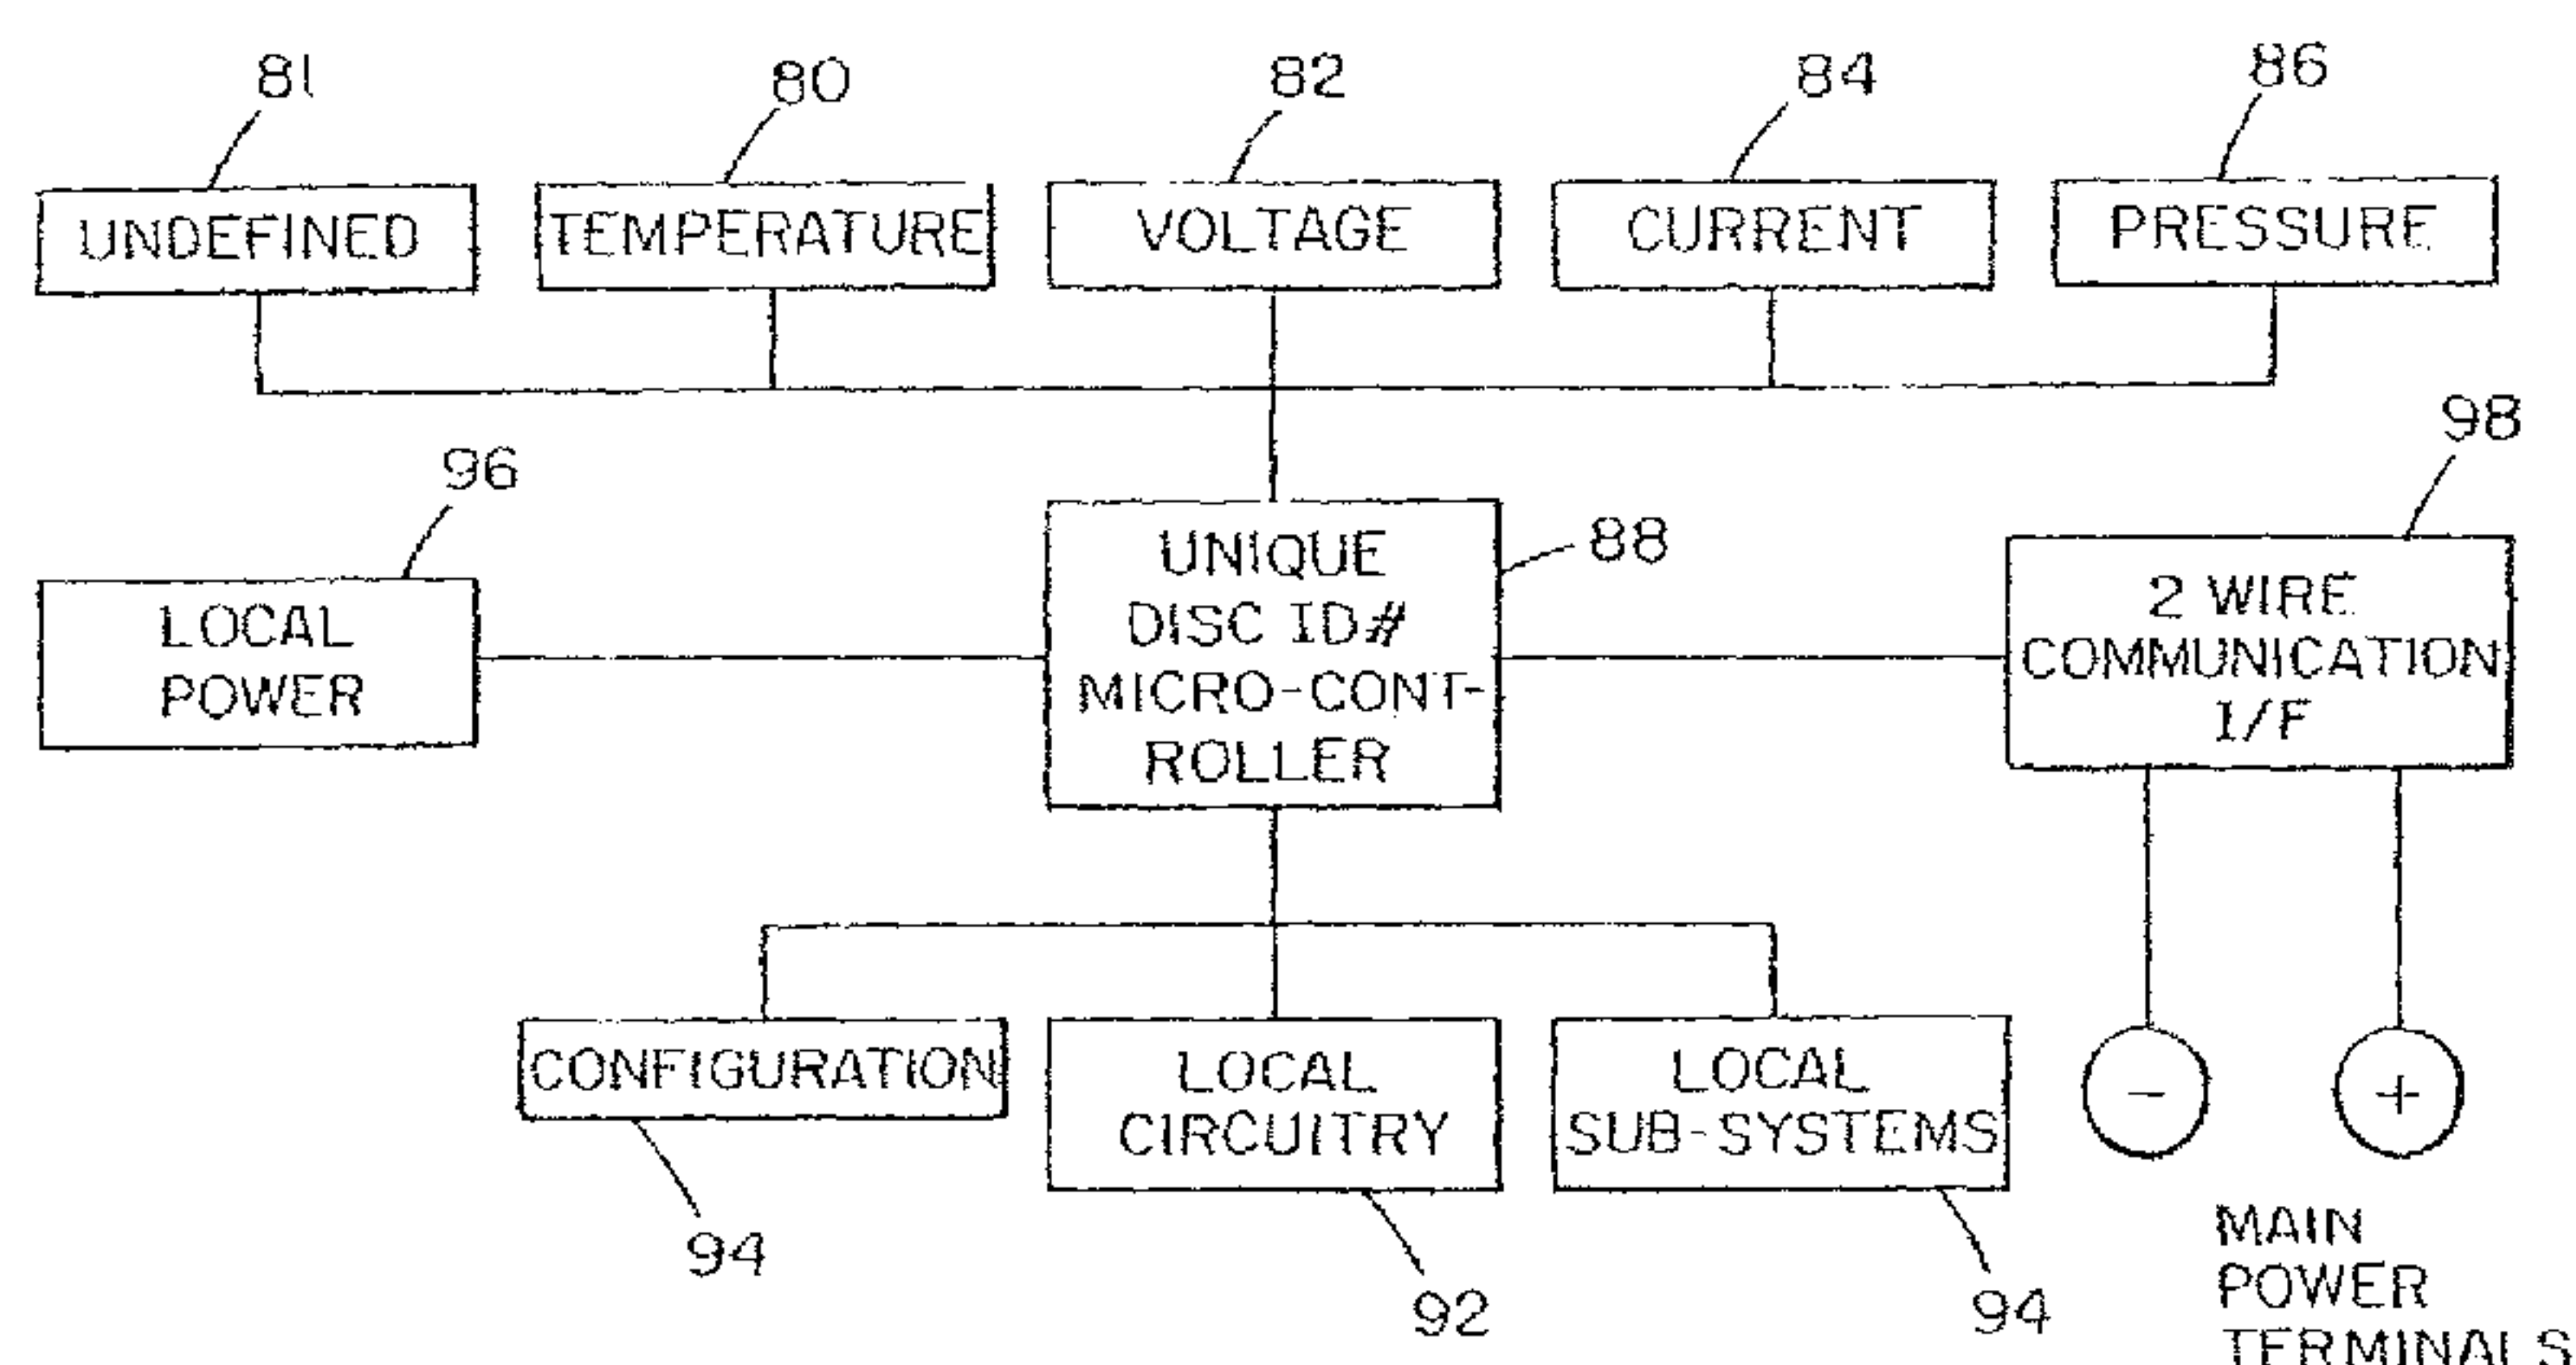 81
80
82
84
86
UNDEFINED
TEMPERATURE
VOLTAGE
CURRENT
PRESSURE
96
98
88
LOCAL
POWER
UNIQUE
DISC ID#
MICRO-CONT-
ROLLER
2 WIRE
COMMUNICATION
I/F
CONFIGURATION
LOCAL
CIRCUITRY
LOCAL
SUB-SYSTEMS
-
+
94
92
94
MAIN
POWER
TERMINALS